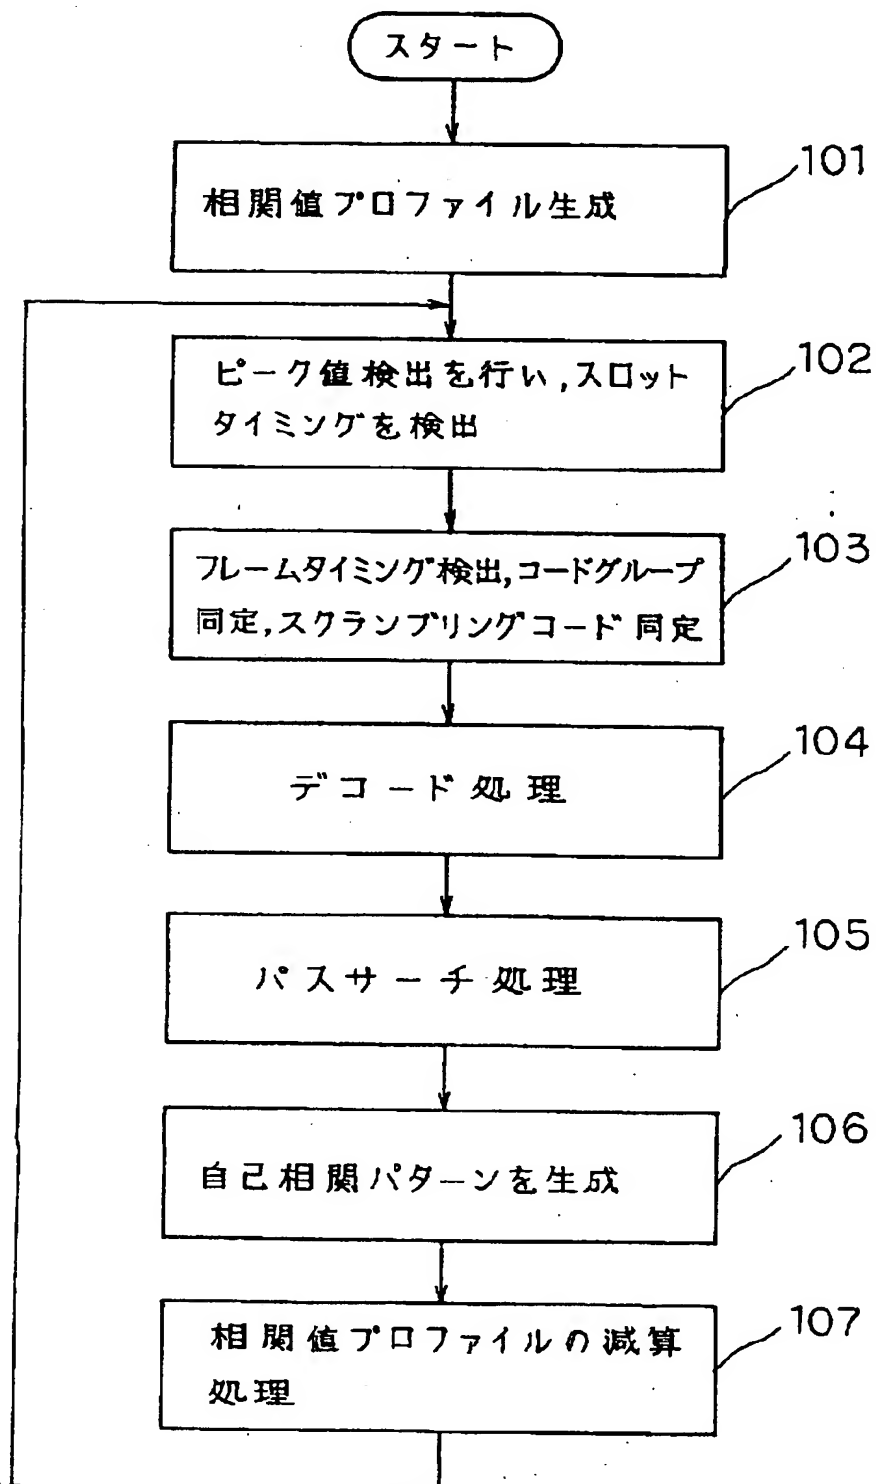 スタート
101
相関値プロファイル生成
102
ピーク値検出を行い,スロット
タイミングを検出
103
フレームタイミング検出,コードグループ
同定,スクランブリングコード同定
104
デコード処理
105
パスサーチ処理
106
自己相関パターンを生成
107
相関値プロファイルの減算
処理